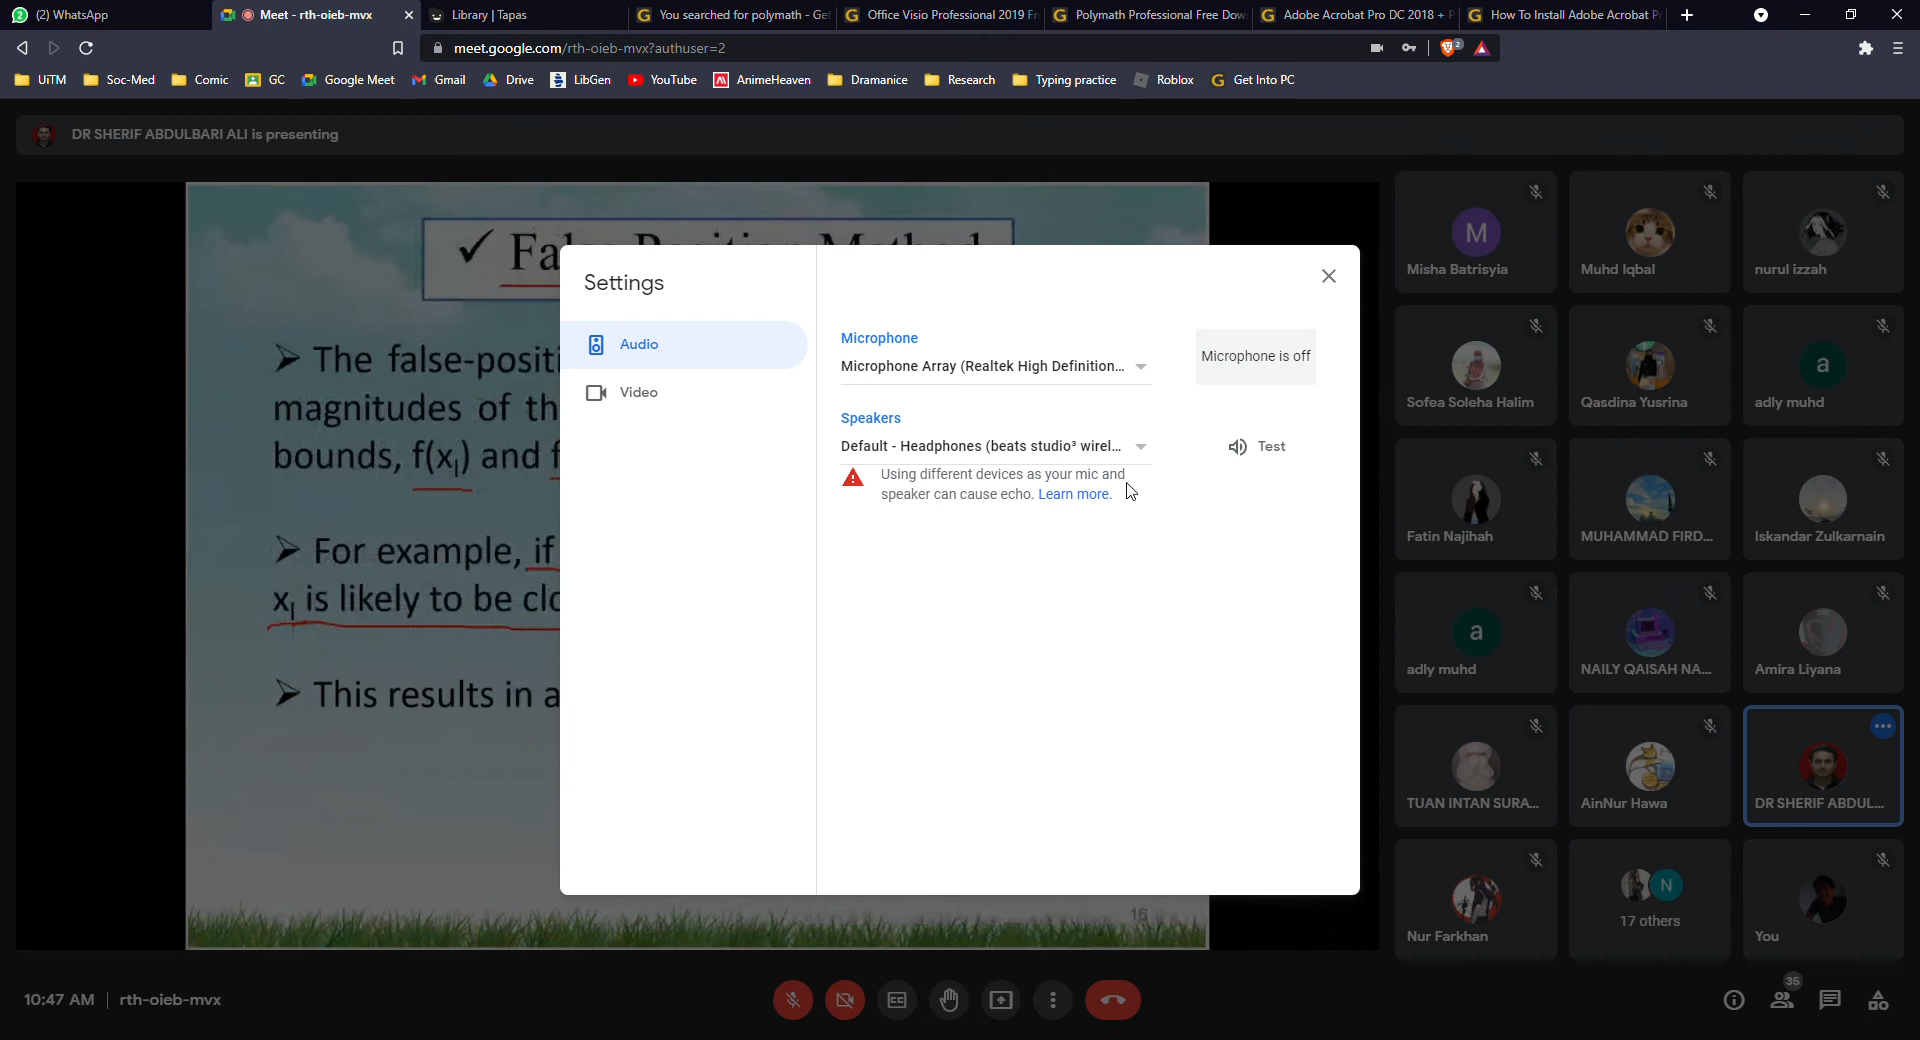 (2) WhatsApp
Meet - rth-oieb-mvx
Library | Tapas
You searched for polymath - Ge
Office Visio Professional 2019 Fr
Polymath Professional Free Dow
Adobe Acrobat Pro DC 2018 + P
How To Install Adobe Acrobat P
meet.google.com/rth-oieb-mvx?authuser=2
2
UiTM
Soc-Med
Comic
GC
Google Meet
Gmail
Drive
LibGen
YouTube
AnimeHeaven
Dramanice
Research
Typing practice
Roblox
Get Into PC
DR SHERIF ABDULBARI ALI is presenting
✓ False Position Method
➢ The false-positi
magnitudes of th
bounds, f(xl) and f
➢ For example, if
xl is likely to be clo
➢ This results in a
16
Settings
Audio
Video
Microphone
Microphone Array (Realtek High Definition...
Microphone is off
Speakers
Default - Headphones (beats studio³ wirel...
Test
Using different devices as your mic and
speaker can cause echo. Learn more.
M
Misha Batrisyia
Muhd Iqbal
nurul izzah
Sofea Soleha Halim
Qasdina Yusrina
a
adly muhd
Fatin Najihah
MUHAMMAD FIRD...
Iskandar Zulkarnain
a
adly muhd
NAILY QAISAH NA...
Amira Liyana
TUAN INTAN SURA...
AinNur Hawa
DR SHERIF ABDUL...
Nur Farkhan
N
17 others
You
10:47 AM | rth-oieb-mvx
35